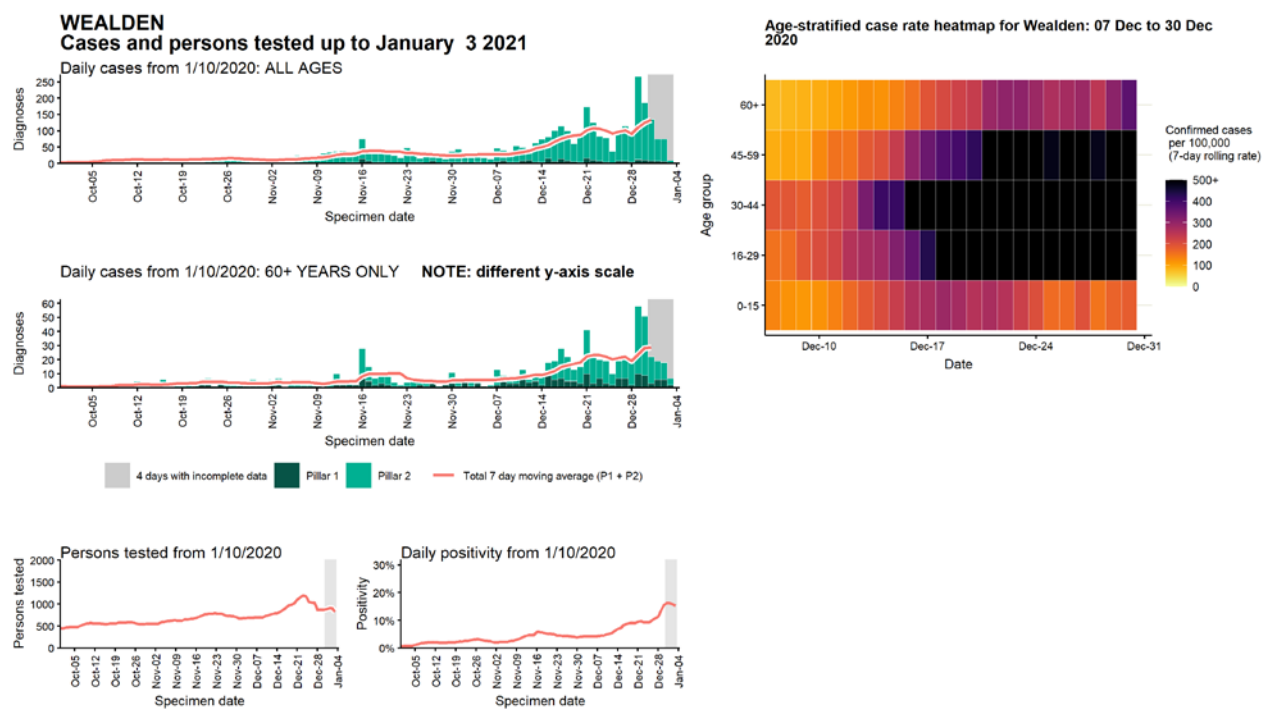 WEALDEN
Cases and persons tested up to January 3 2021
Daily cases from 1/10/2020: ALL AGES
Diagnoses
250
200
150
100
50
0
Oct-05
Oct-12
Oct-19
Oct-26
Nov-02
Nov-09
Nov-16
Nov-23
Nov-30
Dec-07
Dec-14
Dec-21
Dec-28
Jan-04
Specimen date
Daily cases from 1/10/2020: 60+ YEARS ONLY NOTE: different y-axis scale
Diagnoses
60
50
40
30
20
10
0
Oct-05
Oct-12
Oct-19
Oct-26
Nov-02
Nov-09
Nov-16
Nov-23
Nov-30
Dec-07
Dec-14
Dec-21
Dec-28
Jan-04
Specimen date
4 days with incomplete data
Pillar 1
Pillar 2
Total 7 day moving average (P1 + P2)
Persons tested from 1/10/2020
Persons tested
2000
1500
1000
500
0
Oct-05
Oct-12
Oct-19
Oct-26
Nov-02
Nov-09
Nov-16
Nov-23
Nov-30
Dec-07
Dec-14
Dec-21
Dec-28
Jan-04
Specimen date
Daily positivity from 1/10/2020
Positivity
30%
20%
10%
0%
Oct-05
Oct-12
Oct-19
Oct-26
Nov-02
Nov-09
Nov-16
Nov-23
Nov-30
Dec-07
Dec-14
Dec-21
Dec-28
Jan-04
Specimen date
Age-stratified case rate heatmap for Wealden: 07 Dec to 30 Dec
2020
Age group
60+
45-59
30-44
16-29
0-15
Dec-10
Dec-17
Dec-24
Dec-31
Date
Confirmed cases
per 100,000
(7-day rolling rate)
500+
400
300
200
100
0